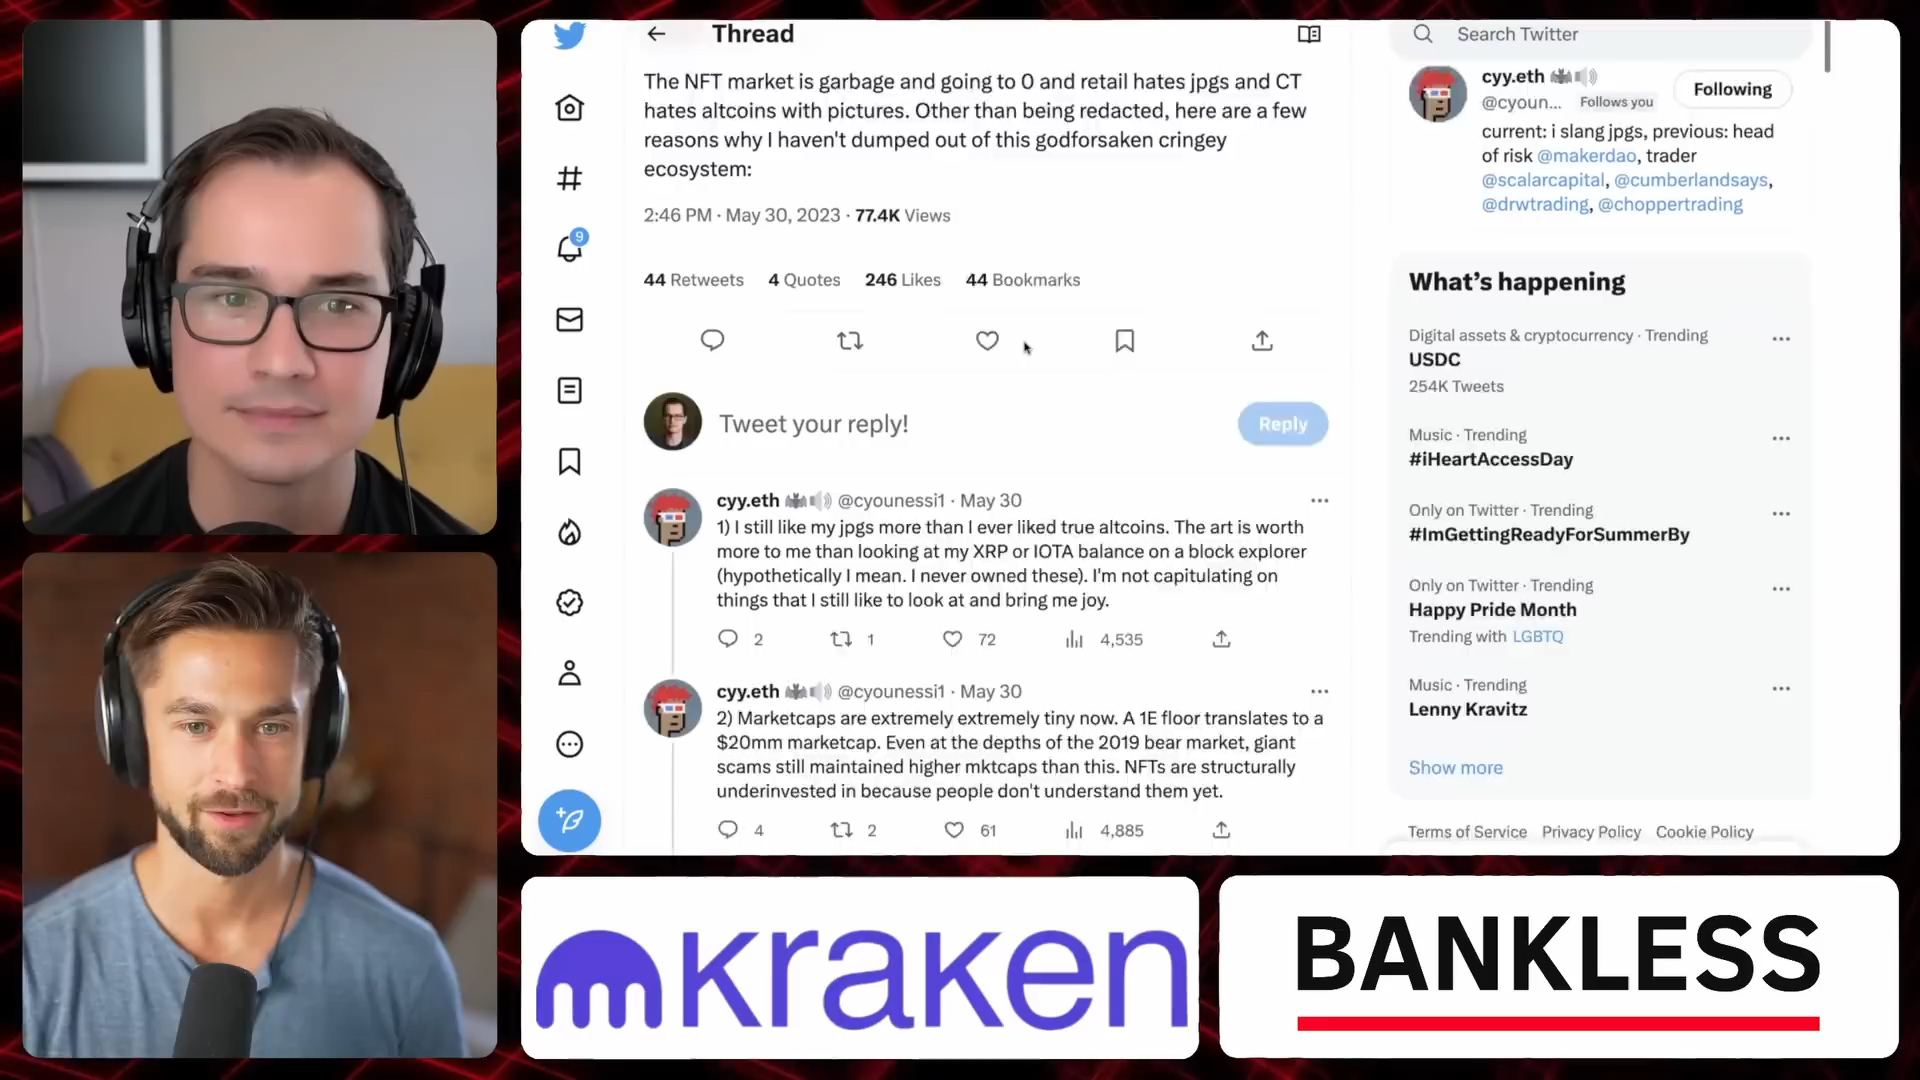 Thread
The NFT market is garbage and going to 0 and retail hates jpgs and CT
hates altcoins with pictures. Other than being redacted, here are a few
reasons why I haven't dumped out of this godforsaken cringey
ecosystem:
2:46 PM · May 30, 2023 · 77.4K Views
44 Retweets 4 Quotes 246 Likes 44 Bookmarks
9
Tweet your reply!
Reply
cyy.eth @cyounessi1 · May 30
1) I still like my jpgs more than I ever liked true altcoins. The art is worth
more to me than looking at my XRP or IOTA balance on a block explorer
(hypothetically I mean. I never owned these). I'm not capitulating on
things that I still like to look at and bring me joy.
2 1 72 4,535
cyy.eth @cyounessi1 · May 30
2) Marketcaps are extremely extremely tiny now. A 1E floor translates to a
$20mm marketcap. Even at the depths of the 2019 bear market, giant
scams still maintained higher mktcaps than this. NFTs are structurally
underinvested in because people don't understand them yet.
4 2 61 4,885
Search Twitter
cyy.eth
@cyoun... Follows you
Following
current: i slang jpgs, previous: head
of risk @makerdao, trader
@scalarcapital, @cumberlandsays,
@drwtrading, @choppertrading
What's happening
Digital assets & cryptocurrency · Trending
USDC
254K Tweets
Music · Trending
#iHeartAccessDay
Only on Twitter · Trending
#ImGettingReadyForSummerBy
Only on Twitter · Trending
Happy Pride Month
Trending with LGBTQ
Music · Trending
Lenny Kravitz
Show more
Terms of Service Privacy Policy Cookie Policy
kraken
BANKLESS